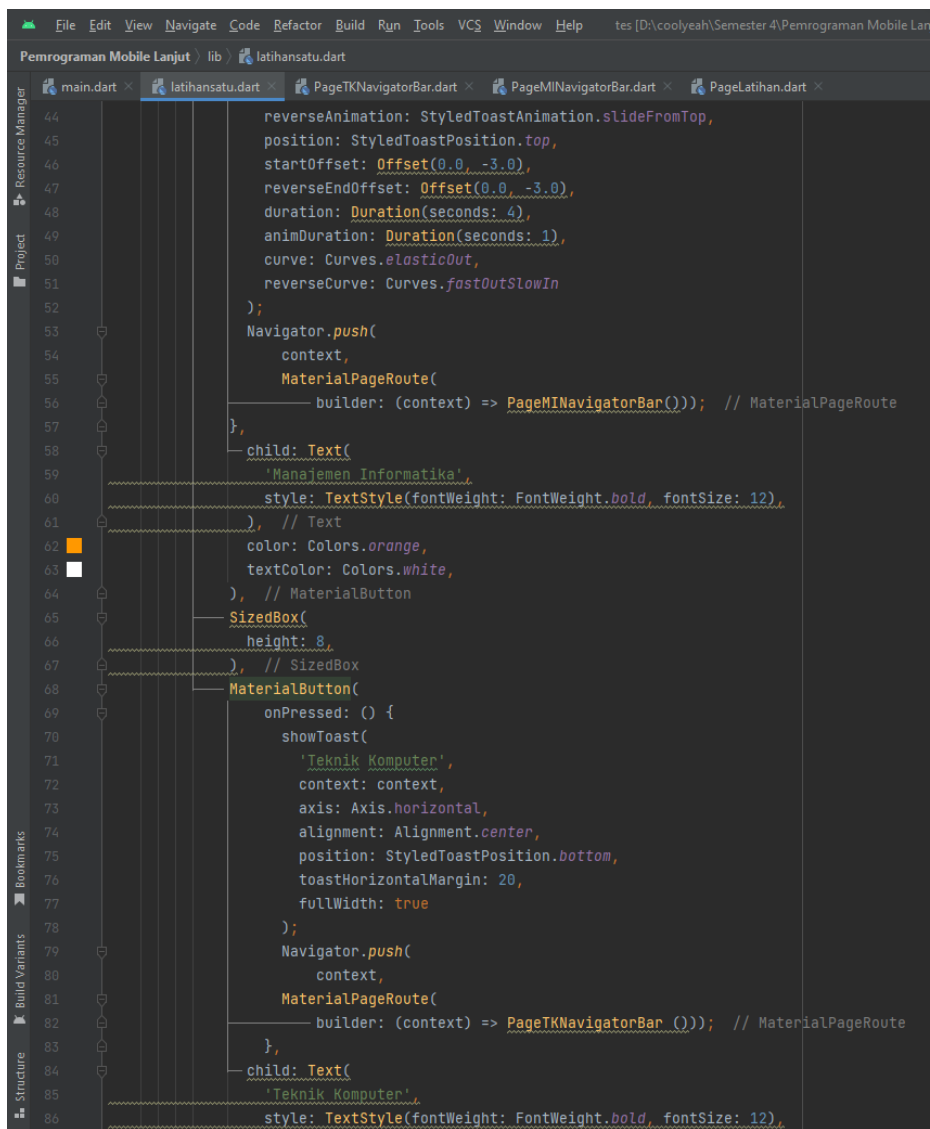 File Edit View Navigate Code Refactor Build Run Tools VCS Window Help tes [D:\coolyeah\Semester 4\Pemrograman Mobile Lan
Pemrograman Mobile Lanjut lib latihansatu.dart
main.dart latihansatu.dart PageTKNavigatorBar.dart PageMINavigatorBar.dart PageLatihan.dart
Resource Manager
Project
Bookmarks
Build Variants
Structure
44 reverseAnimation: StyledToastAnimation.slideFromTop,
45 position: StyledToastPosition.top,
46 startOffset: Offset(0.0, -3.0),
47 reverseEndOffset: Offset(0.0, -3.0),
48 duration: Duration(seconds: 4),
49 animDuration: Duration(seconds: 1),
50 curve: Curves.elasticOut,
51 reverseCurve: Curves.fastOutSlowIn
52 );
53 Navigator.push(
54 context,
55 MaterialPageRoute(
56 builder: (context) => PageMINavigatorBar())); // MaterialPageRoute
57 },
58 child: Text(
59 'Manajemen Informatika',
60 style: TextStyle(fontWeight: FontWeight.bold, fontSize: 12),
61 ), // Text
62 color: Colors.orange,
63 textColor: Colors.white,
64 ), // MaterialButton
65 SizedBox(
66 height: 8,
67 ), // SizedBox
68 MaterialButton(
69 onPressed: () {
70 showToast(
71 'Teknik Komputer',
72 context: context,
73 axis: Axis.horizontal,
74 alignment: Alignment.center,
75 position: StyledToastPosition.bottom,
76 toastHorizontalMargin: 20,
77 fullWidth: true
78 );
79 Navigator.push(
80 context,
81 MaterialPageRoute(
82 builder: (context) => PageTKNavigatorBar ())); // MaterialPageRoute
83 },
84 child: Text(
85 'Teknik Komputer',
86 style: TextStyle(fontWeight: FontWeight.bold, fontSize: 12),